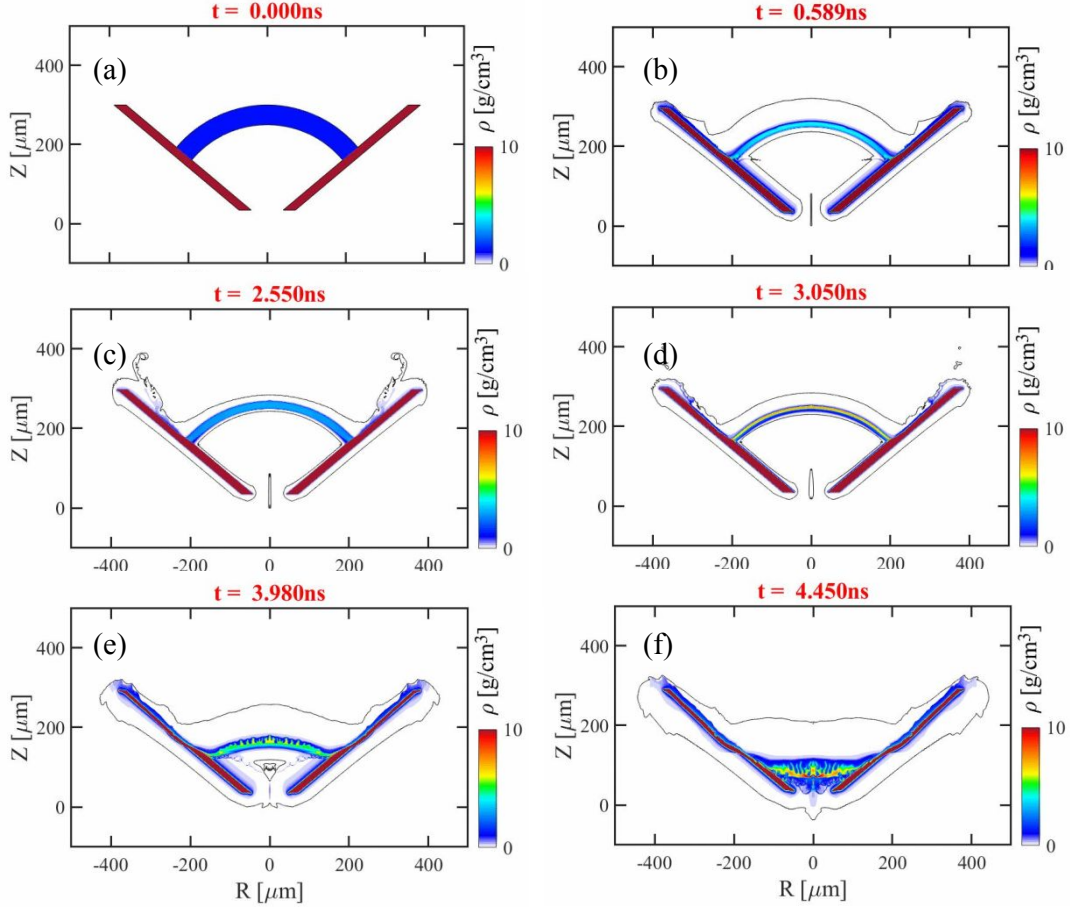 t = 0.000ns
(a)
Z [μm]
400
200
0
ρ [g/cm³]
10
0
t = 0.589ns
(b)
Z [μm]
400
200
0
ρ [g/cm³]
10
0
t = 2.550ns
(c)
Z [μm]
400
200
0
-400 -200 0 200 400
ρ [g/cm³]
10
0
t = 3.050ns
(d)
Z [μm]
400
200
0
-400 -200 0 200 400
ρ [g/cm³]
10
0
t = 3.980ns
(e)
Z [μm]
400
200
0
-400 -200 0 200 400
R [μm]
ρ [g/cm³]
10
0
t = 4.450ns
(f)
Z [μm]
400
200
0
-400 -200 0 200 400
R [μm]
ρ [g/cm³]
10
0